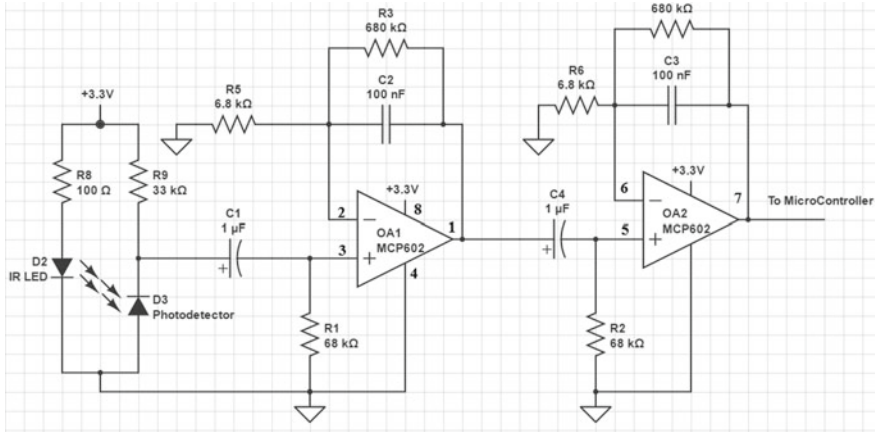 R3
680 kΩ
C2
100 nF
R5
6.8 kΩ
+3.3V
R8
100 Ω
R9
33 kΩ
C1
1 µF
+
D2
IR LED
D3
Photodetector
R1
68 kΩ
+3.3V
2
8
1
OA1
MCP602
3
4
680 kΩ
C3
100 nF
R6
6.8 kΩ
C4
1 µF
+
R2
68 kΩ
+3.3V
6
7
OA2
MCP602
5
To MicroController